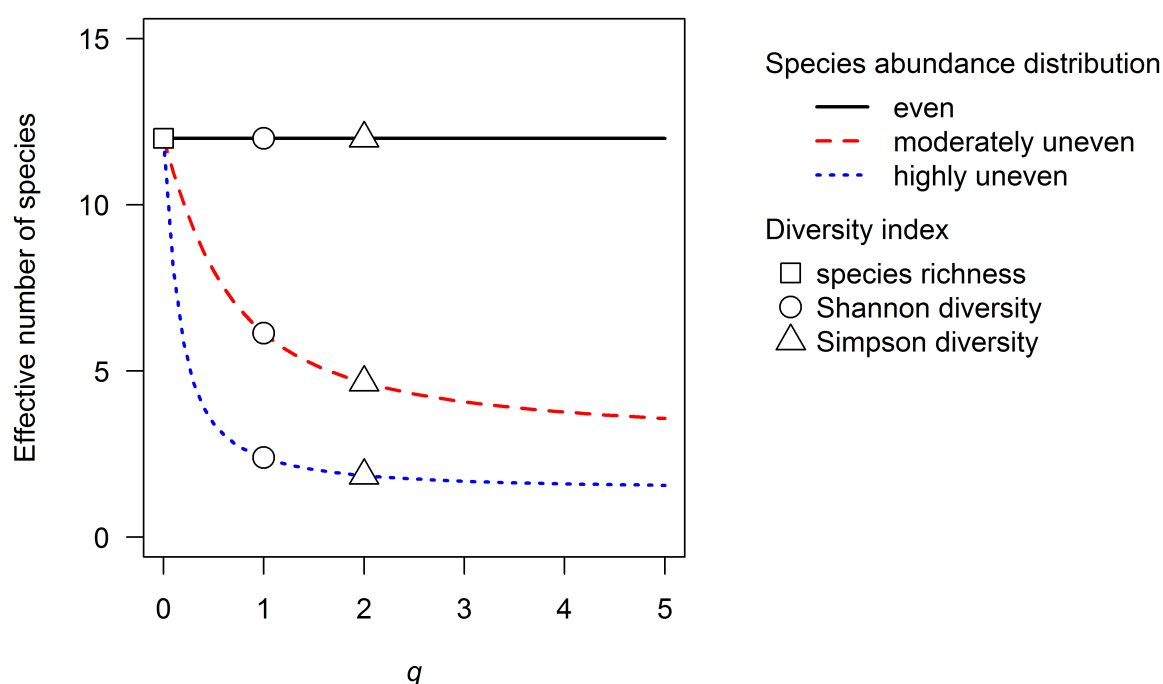 15
10
5
0
Effective number of species
0 1 2 3 4 5
q
Species abundance distribution
even
moderately uneven
highly uneven
Diversity index
species richness
Shannon diversity
Simpson diversity